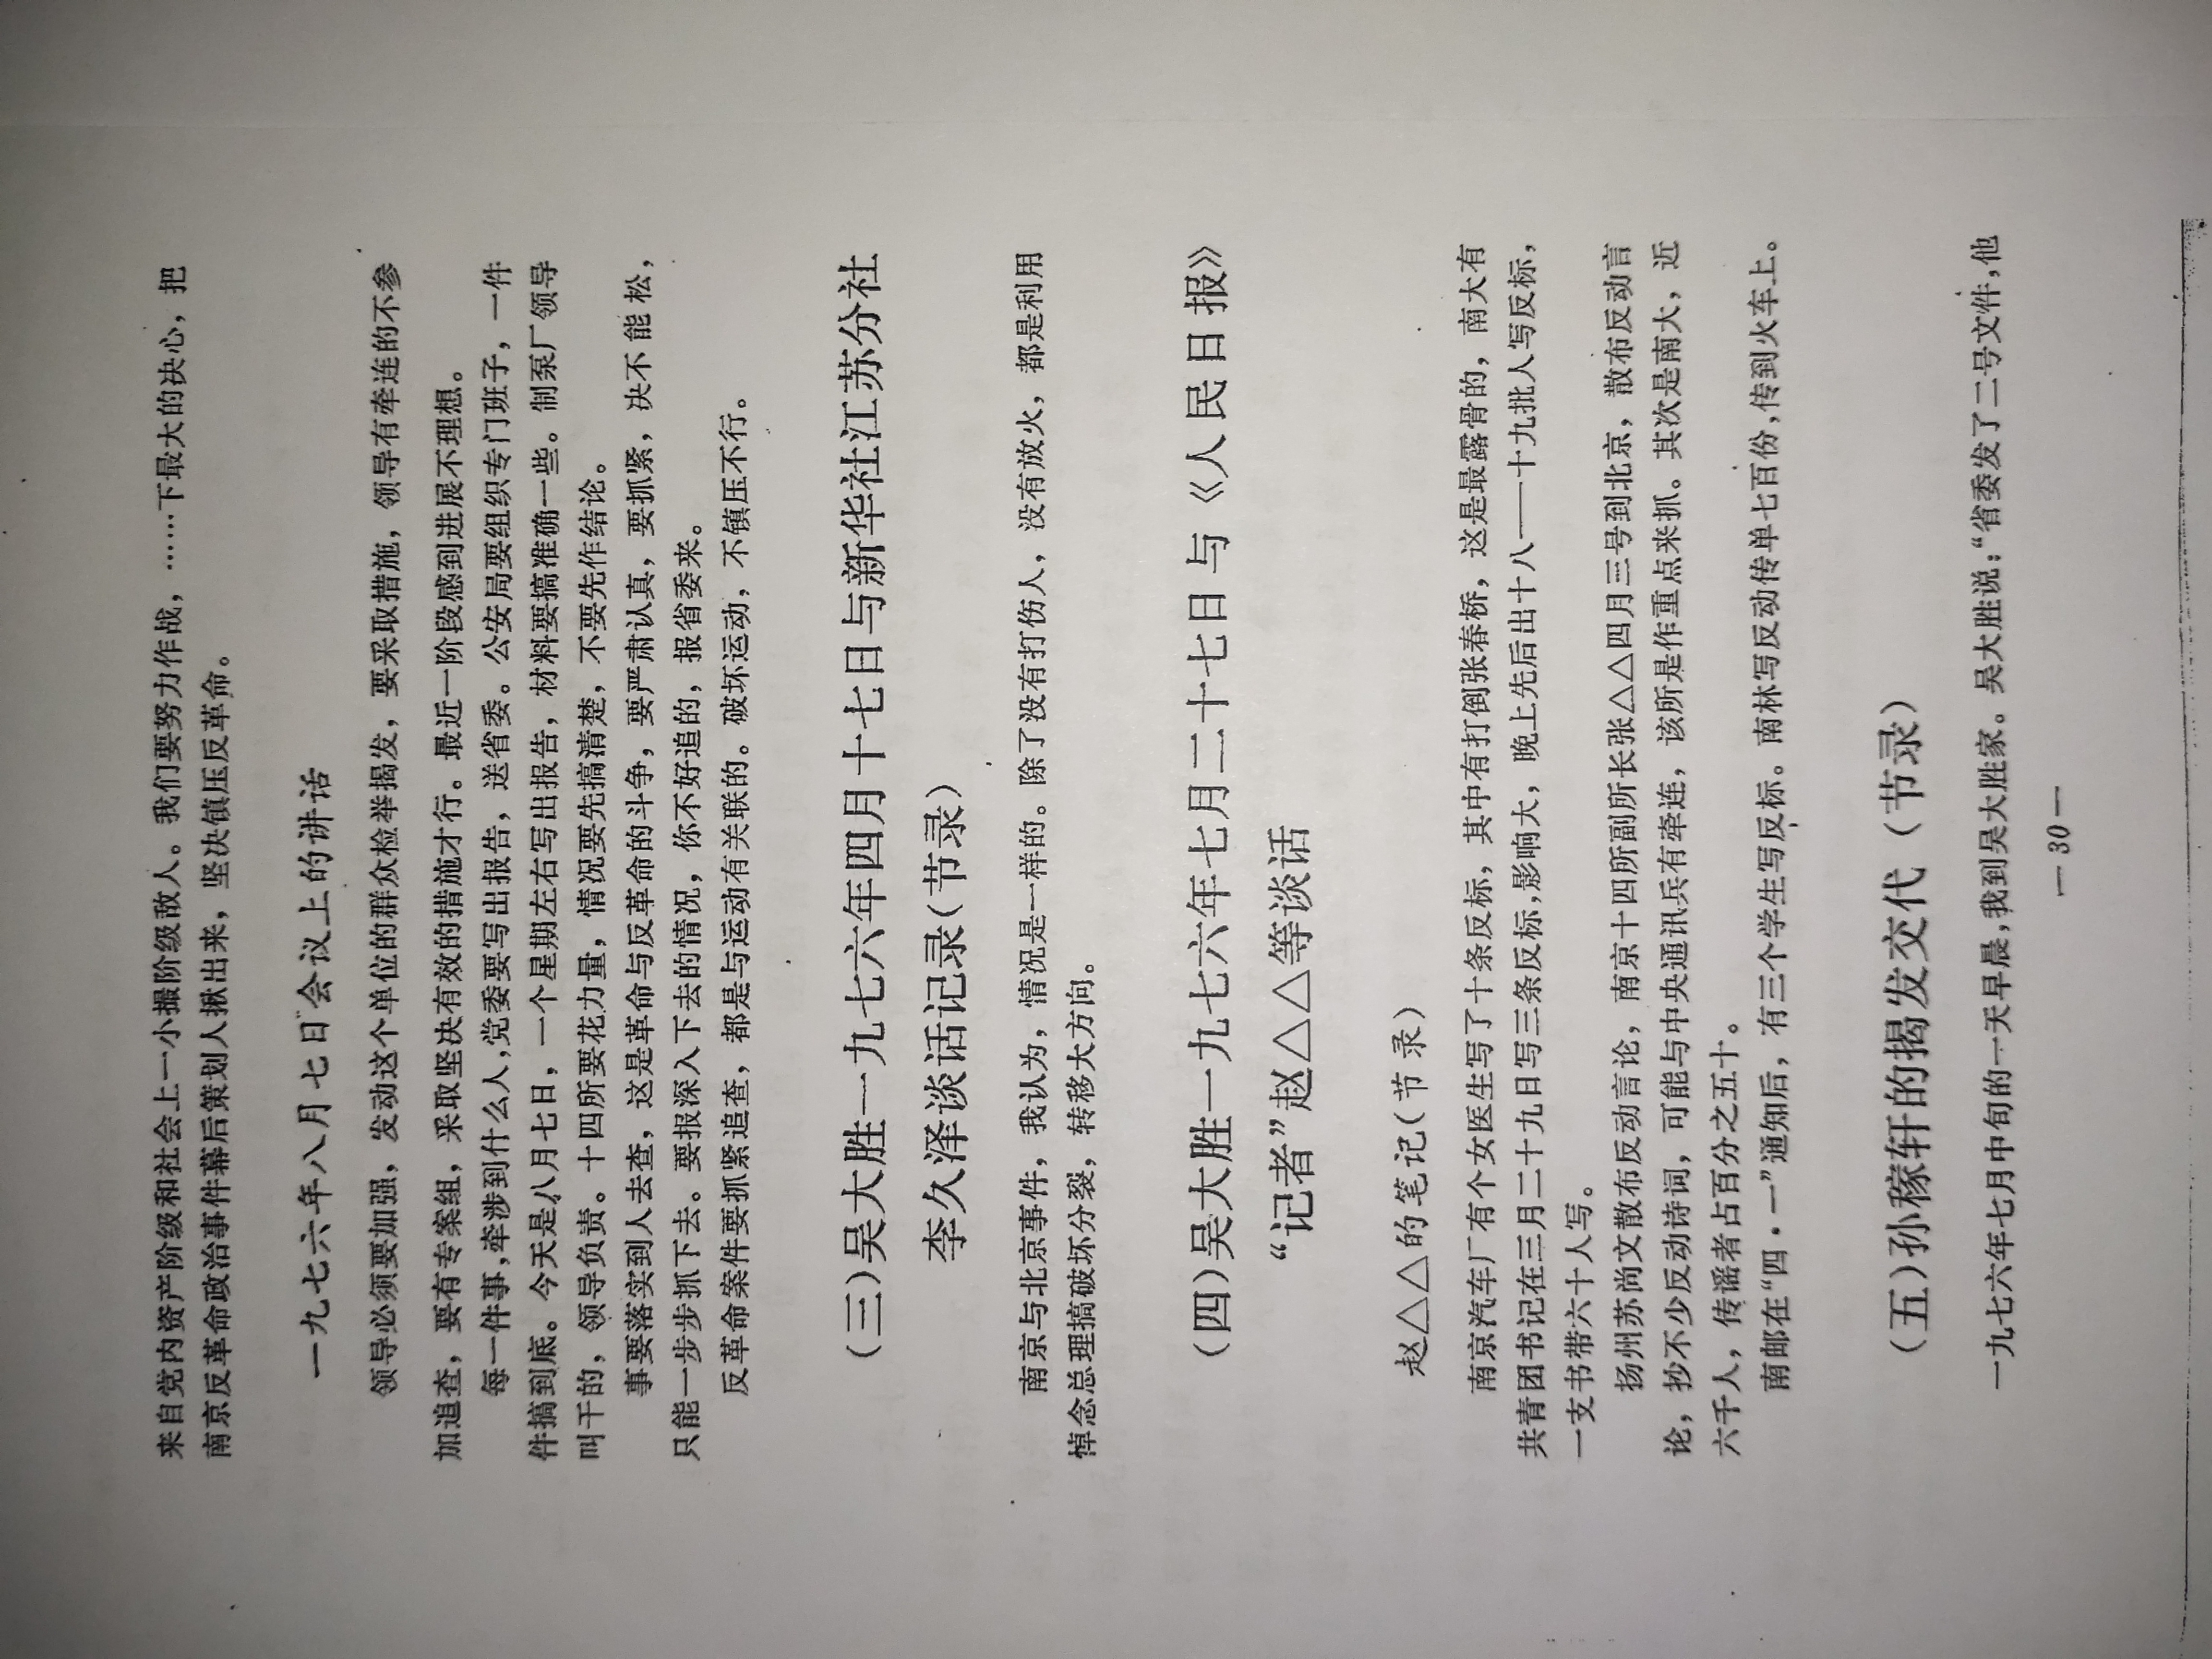 来自党内资产阶级和社会上一小撮阶级敌人。我们要努力作战，……下最大的决心，把
南京反革命政治事件幕后策划人揪出来，坚决镇压反革命。
一九七六年八月七日会议上的讲话
领导必须要加强，发动这个单位的群众检举揭发，要采取措施，领导有牵连的不参
加追查，要有专案组，采取坚决有效的措施才行。最近一阶段感到进展不理想。
每一件事，牵涉到什么人，党委要写出报告，送省委。公安局要组织专门班子，一件
件搞到底。今天是八月七日，一个星期左右写出报告，材料要搞准确一些。制泵厂领导
叫干的，领导负责。十四所要花力量，情况要先搞清楚，不要先作结论。
事要落实到人去查，这是革命与反革命的斗争，要严肃认真，要抓紧，决不能松，
只能一步步抓下去。要报深入下去的情况，你不好追的，报省委来。
反革命案件要抓紧追查，都是与运动有关联的。破坏运动，不镇压不行。
（三）吴大胜一九七六年四月十七日与新华社江苏分社
李久泽谈话记录（节录）
南京与北京事件，我认为，情况是一样的。除了没有打伤人，没有放火，都是利用
悼念总理搞破坏分裂，转移大方向。
（四）吴大胜一九七六年七月二十七日与《人民日报》
“记者”赵△△等谈话
赵△△的笔记（节录）
南京汽车厂有个女医生写了十条反标，其中有打倒张春桥，这是最露骨的，南大有
共青团书记在三月二十九日写三条反标，影响大，晚上先后出十八——十九批人写反标，
一支书带六十人写。
扬州苏尚文散布反动言论，南京十四所副所长张△△四月三号到北京，散布反动言
论，抄不少反动诗词，可能与中央通讯兵有牵连，该所是作重点来抓。其次是南大，近
六千人，传谣者占百分之五十。
南邮在“四·一”通知后，有三个学生写反标。南林写反动传单七百份，传到火车上。
（五）孙稼轩的揭发交代（节录）
一九七六年七月中旬的一天早晨，我到吴大胜家。吴大胜说：“省委发了二号文件，他
—30—